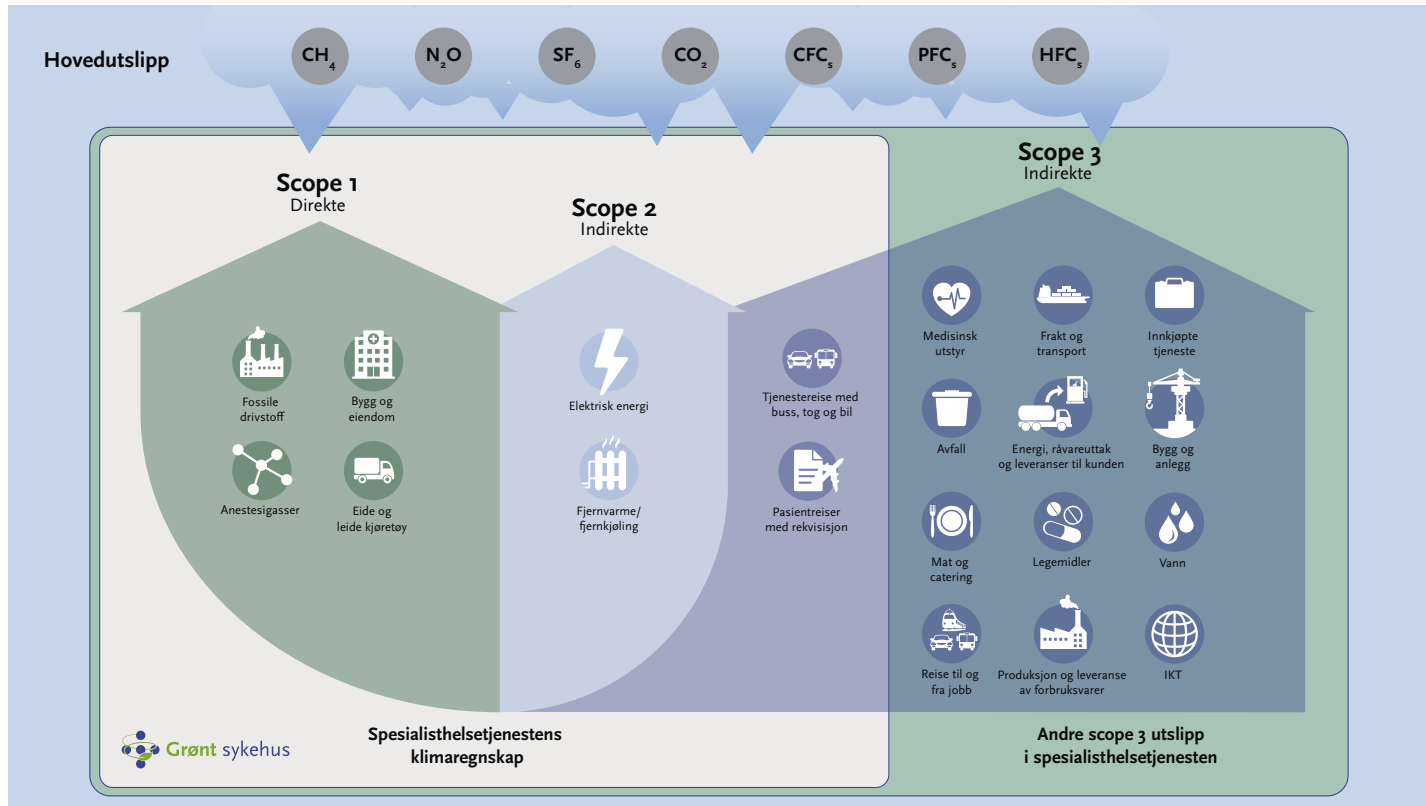 Hovedutslipp
CH₄
N₂O
SF₆
CO₂
CFCₛ
PFCₛ
HFCₛ
Scope 1
Direkte
Fossile
drivstoff
Bygg og
eiendom
Anestesigasser
Eide og
leide kjøretøy
Scope 2
Indirekte
Elektrisk energi
Fjernvarme/
fjernkjøling
Scope 3
Indirekte
Tjenestereise med
buss, tog og bil
Pasientreiser
med rekvisisjon
Medisinsk
utstyr
Frakt og
transport
Innkjøpte
tjeneste
Avfall
Energi, råvareuttak
og leveranser til kunden
Bygg og
anlegg
Mat og
catering
Legemidler
Vann
Reise til og
fra jobb
Produksjon og leveranse
av forbruksvarer
IKT
Grønt sykehus
Spesialisthelsetjenestens
klimaregnskap
Andre scope 3 utslipp
i spesialisthelsetjenesten